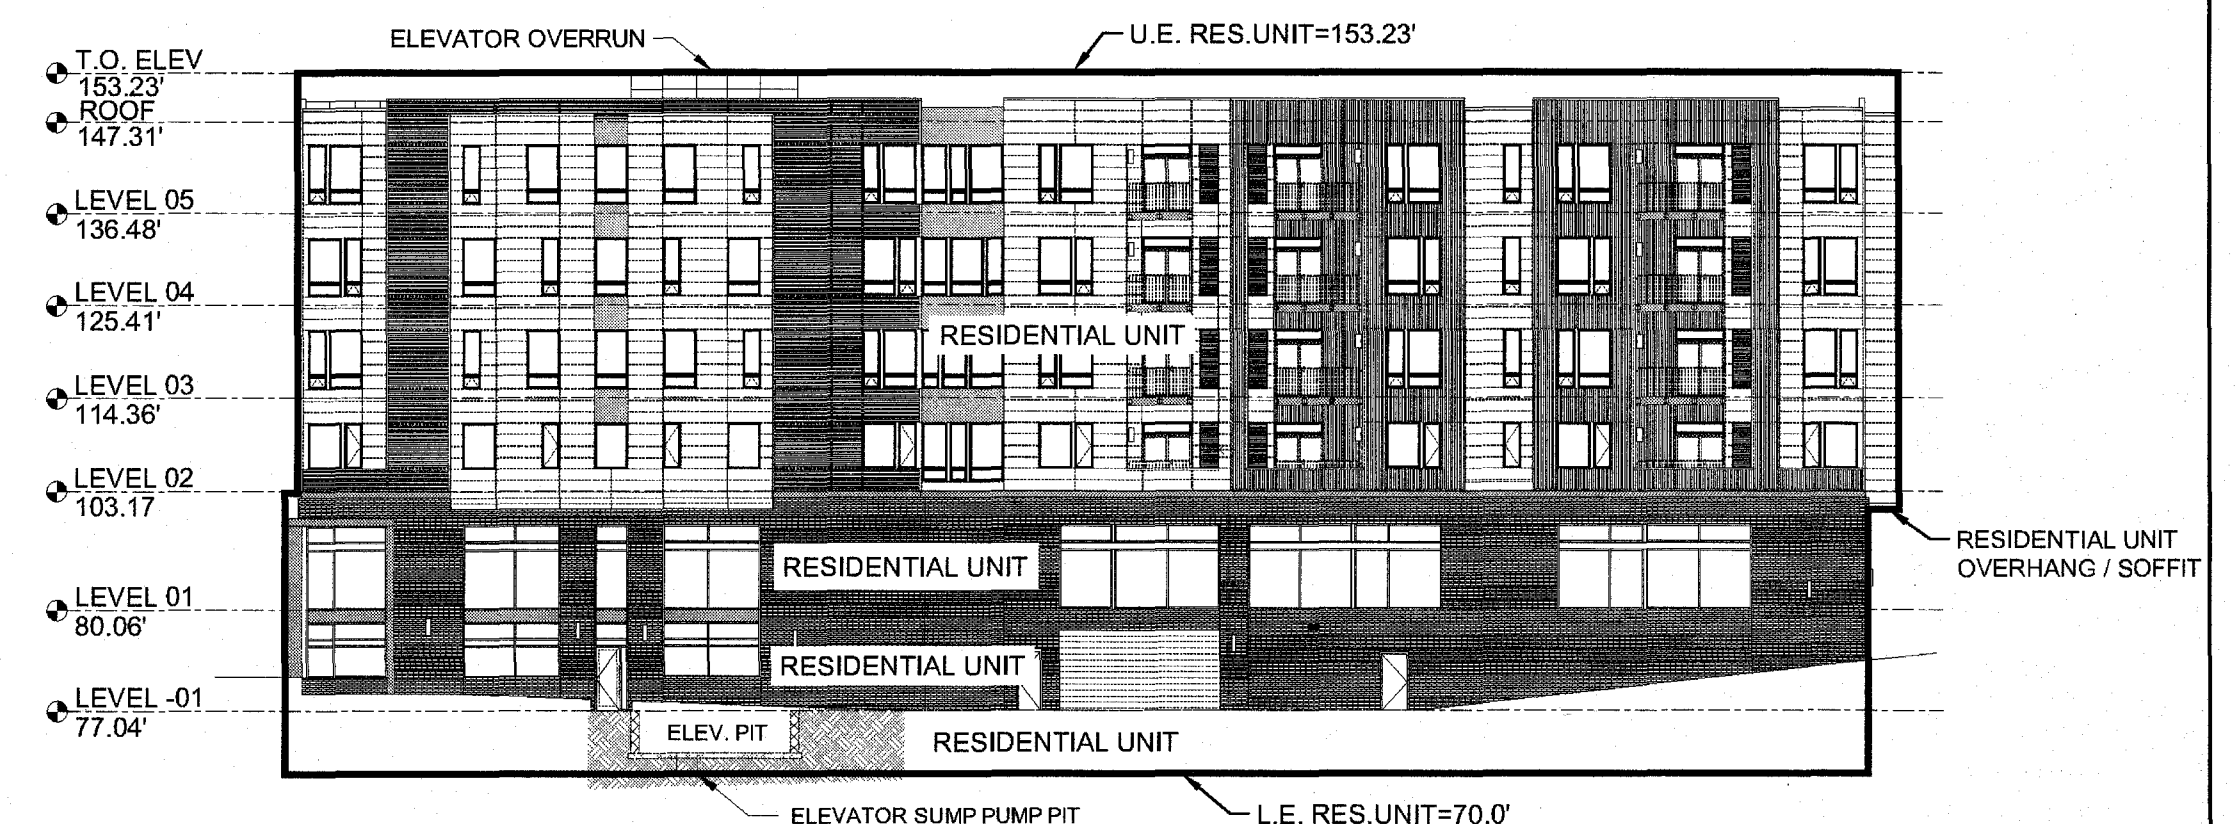 ELEVATOR OVERRUN
U.E. RES.UNIT=153.23'
T.O. ELEV
153.23'
ROOF
147.31'
LEVEL 05
136.48'
LEVEL 04
125.41'
RESIDENTIAL UNIT
LEVEL 03
114.36'
LEVEL 02
103.17
RESIDENTIAL UNIT
OVERHANG / SOFFIT
RESIDENTIAL UNIT
LEVEL 01
80.06'
RESIDENTIAL UNIT
LEVEL -01
77.04'
ELEV. PIT
RESIDENTIAL UNIT
ELEVATOR SUMP PUMP PIT
L.E. RES.UNIT=70.0'